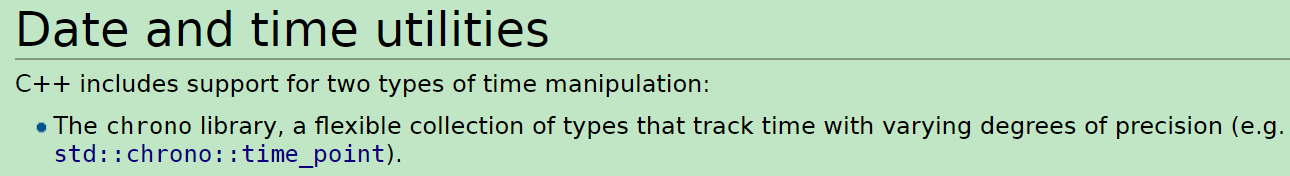 Date and time utilities
C++ includes support for two types of time manipulation:
The chrono library, a flexible collection of types that track time with varying degrees of precision (e.g.
std::chrono::time_point).